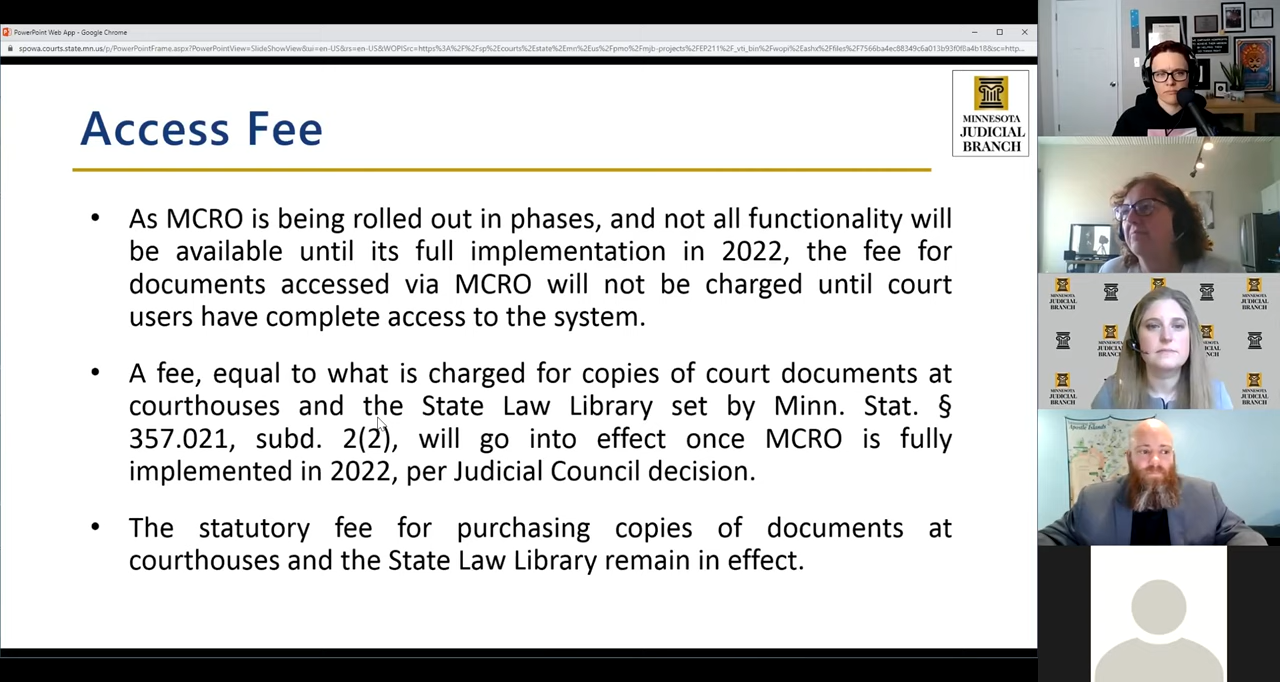 PowerPoint Web App - Google Chrome
Access Fee
MINNESOTA
JUDICIAL
BRANCH
• As MCRO is being rolled out in phases, and not all functionality will
be available until its full implementation in 2022, the fee for
documents accessed via MCRO will not be charged until court
users have complete access to the system.
• A fee, equal to what is charged for copies of court documents at
courthouses and the State Law Library set by Minn. Stat. §
357.021, subd. 2(2), will go into effect once MCRO is fully
implemented in 2022, per Judicial Council decision.
• The statutory fee for purchasing copies of documents at
courthouses and the State Law Library remain in effect.
MINNESOTA
JUDICIAL
BRANCH